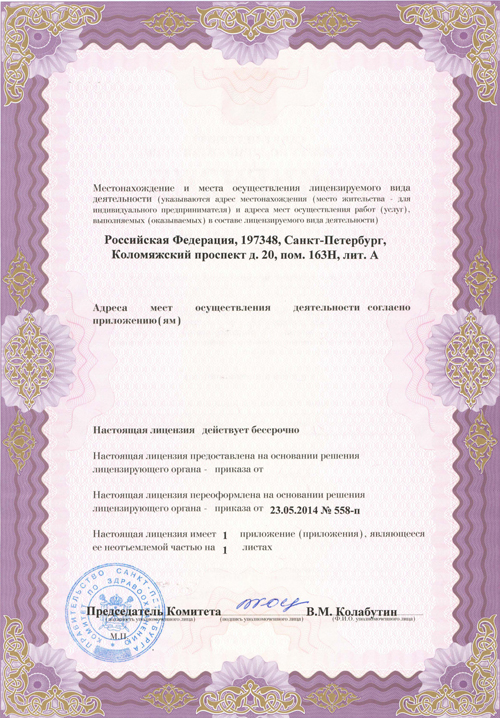 Местонахождение и места осуществления лицензируемого вида
деятельности (указываются адрес местонахождения (место жительства - для
индивидуального предпринимателя) и адреса мест осуществления работ (услуг),
выполняемых (оказываемых) в составе лицензируемого вида деятельности)
Российская Федерация, 197348, Санкт-Петербург,
Коломяжский проспект д. 20, пом. 163Н, лит. А
Адреса мест осуществления деятельности согласно
приложению(ям)
Настоящая лицензия действует бессрочно
Настоящая лицензия предоставлена на основании решения
лицензирующего органа - приказа от
Настоящая лицензия переоформлена на основании решения
лицензирующего органа - приказа от 23.05.2014 № 558-п
Настоящая лицензия имеет 1 приложение (приложения), являющееся
ее неотъемлемой частью на 1 листах
Председатель Комитета В.М. Колабутин
(должность уполномоченного лица) (подпись уполномоченного лица) (Ф.И.О. уполномоченного лица)
М.П.
ПРАВИТЕЛЬСТВО САНКТ-ПЕТЕРБУРГА
КОМИТЕТ ПО ЗДРАВООХРАНЕНИЮ